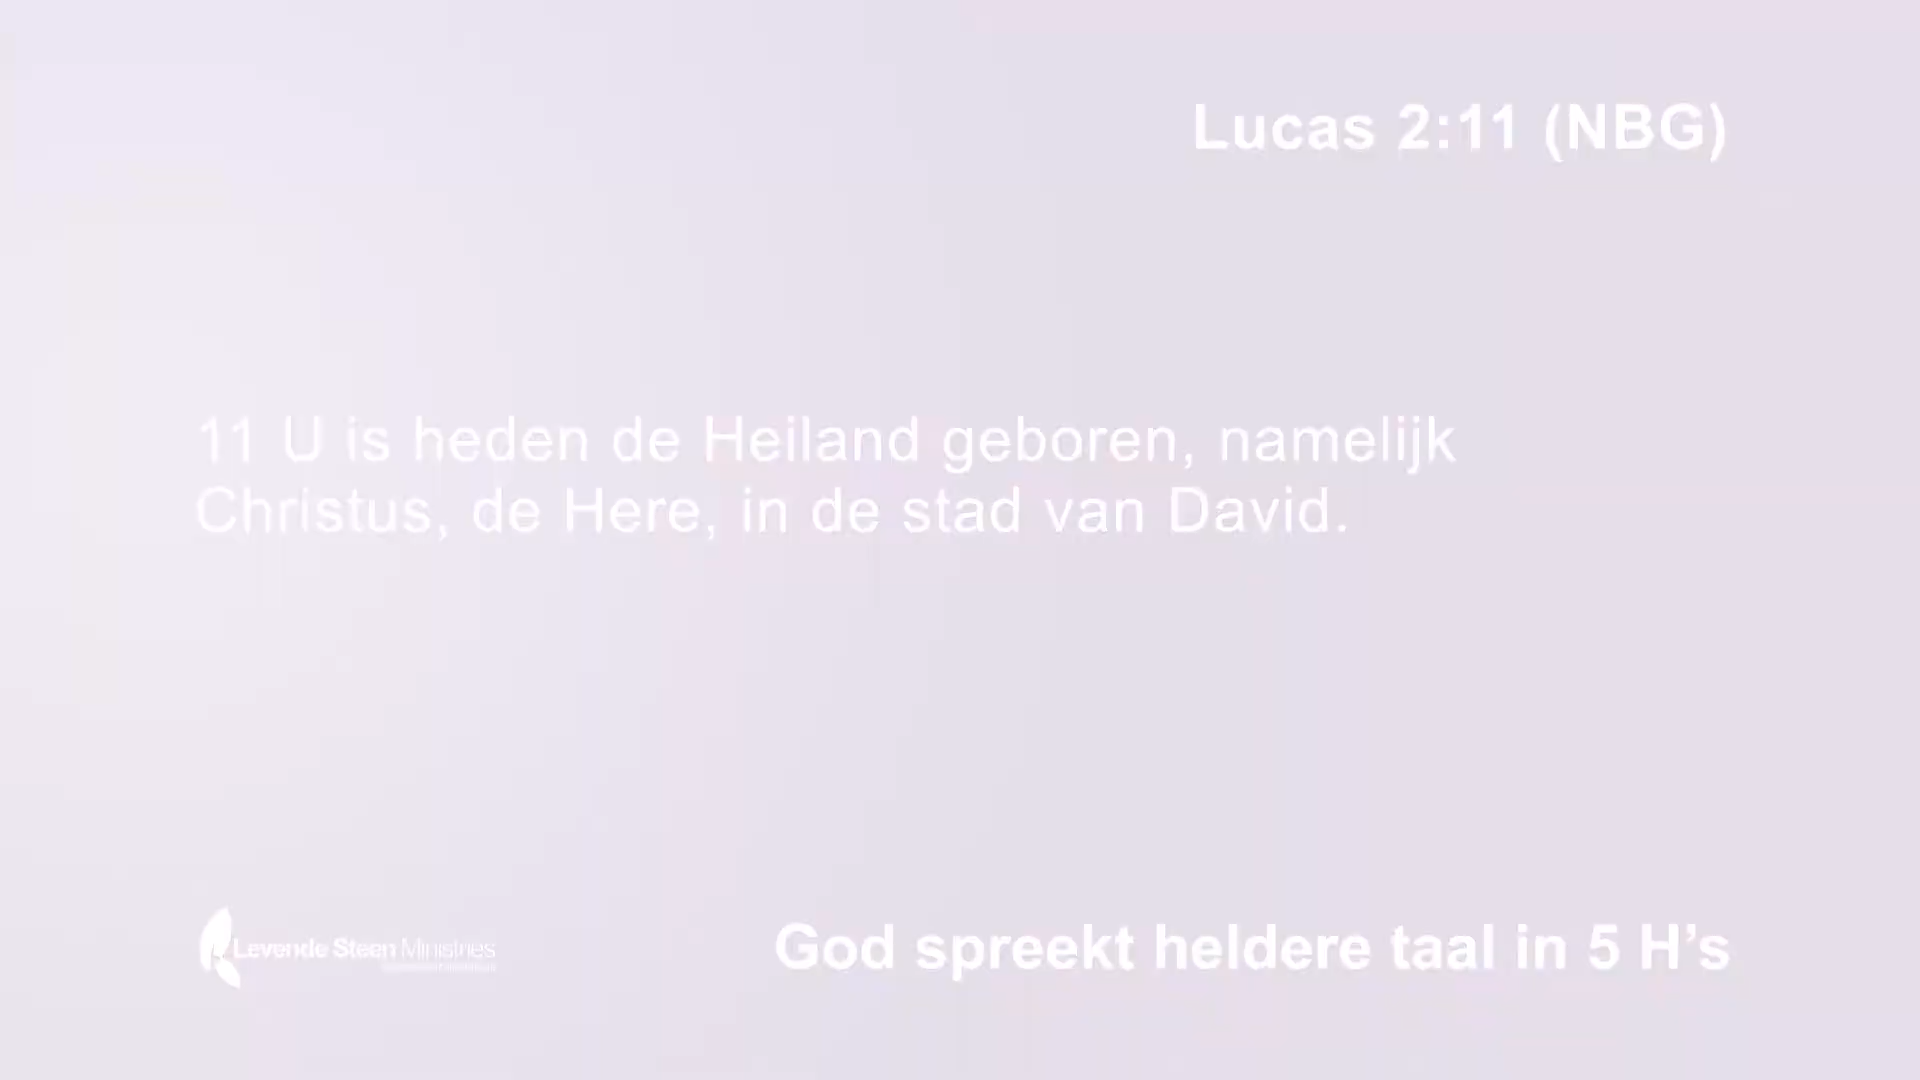 Lucas 2:11 (NBG)
11 U is heden de Heiland geboren, namelijk
Christus, de Here, in de stad van David.
Levende Steen Ministries
God spreekt heldere taal in 5 H’s